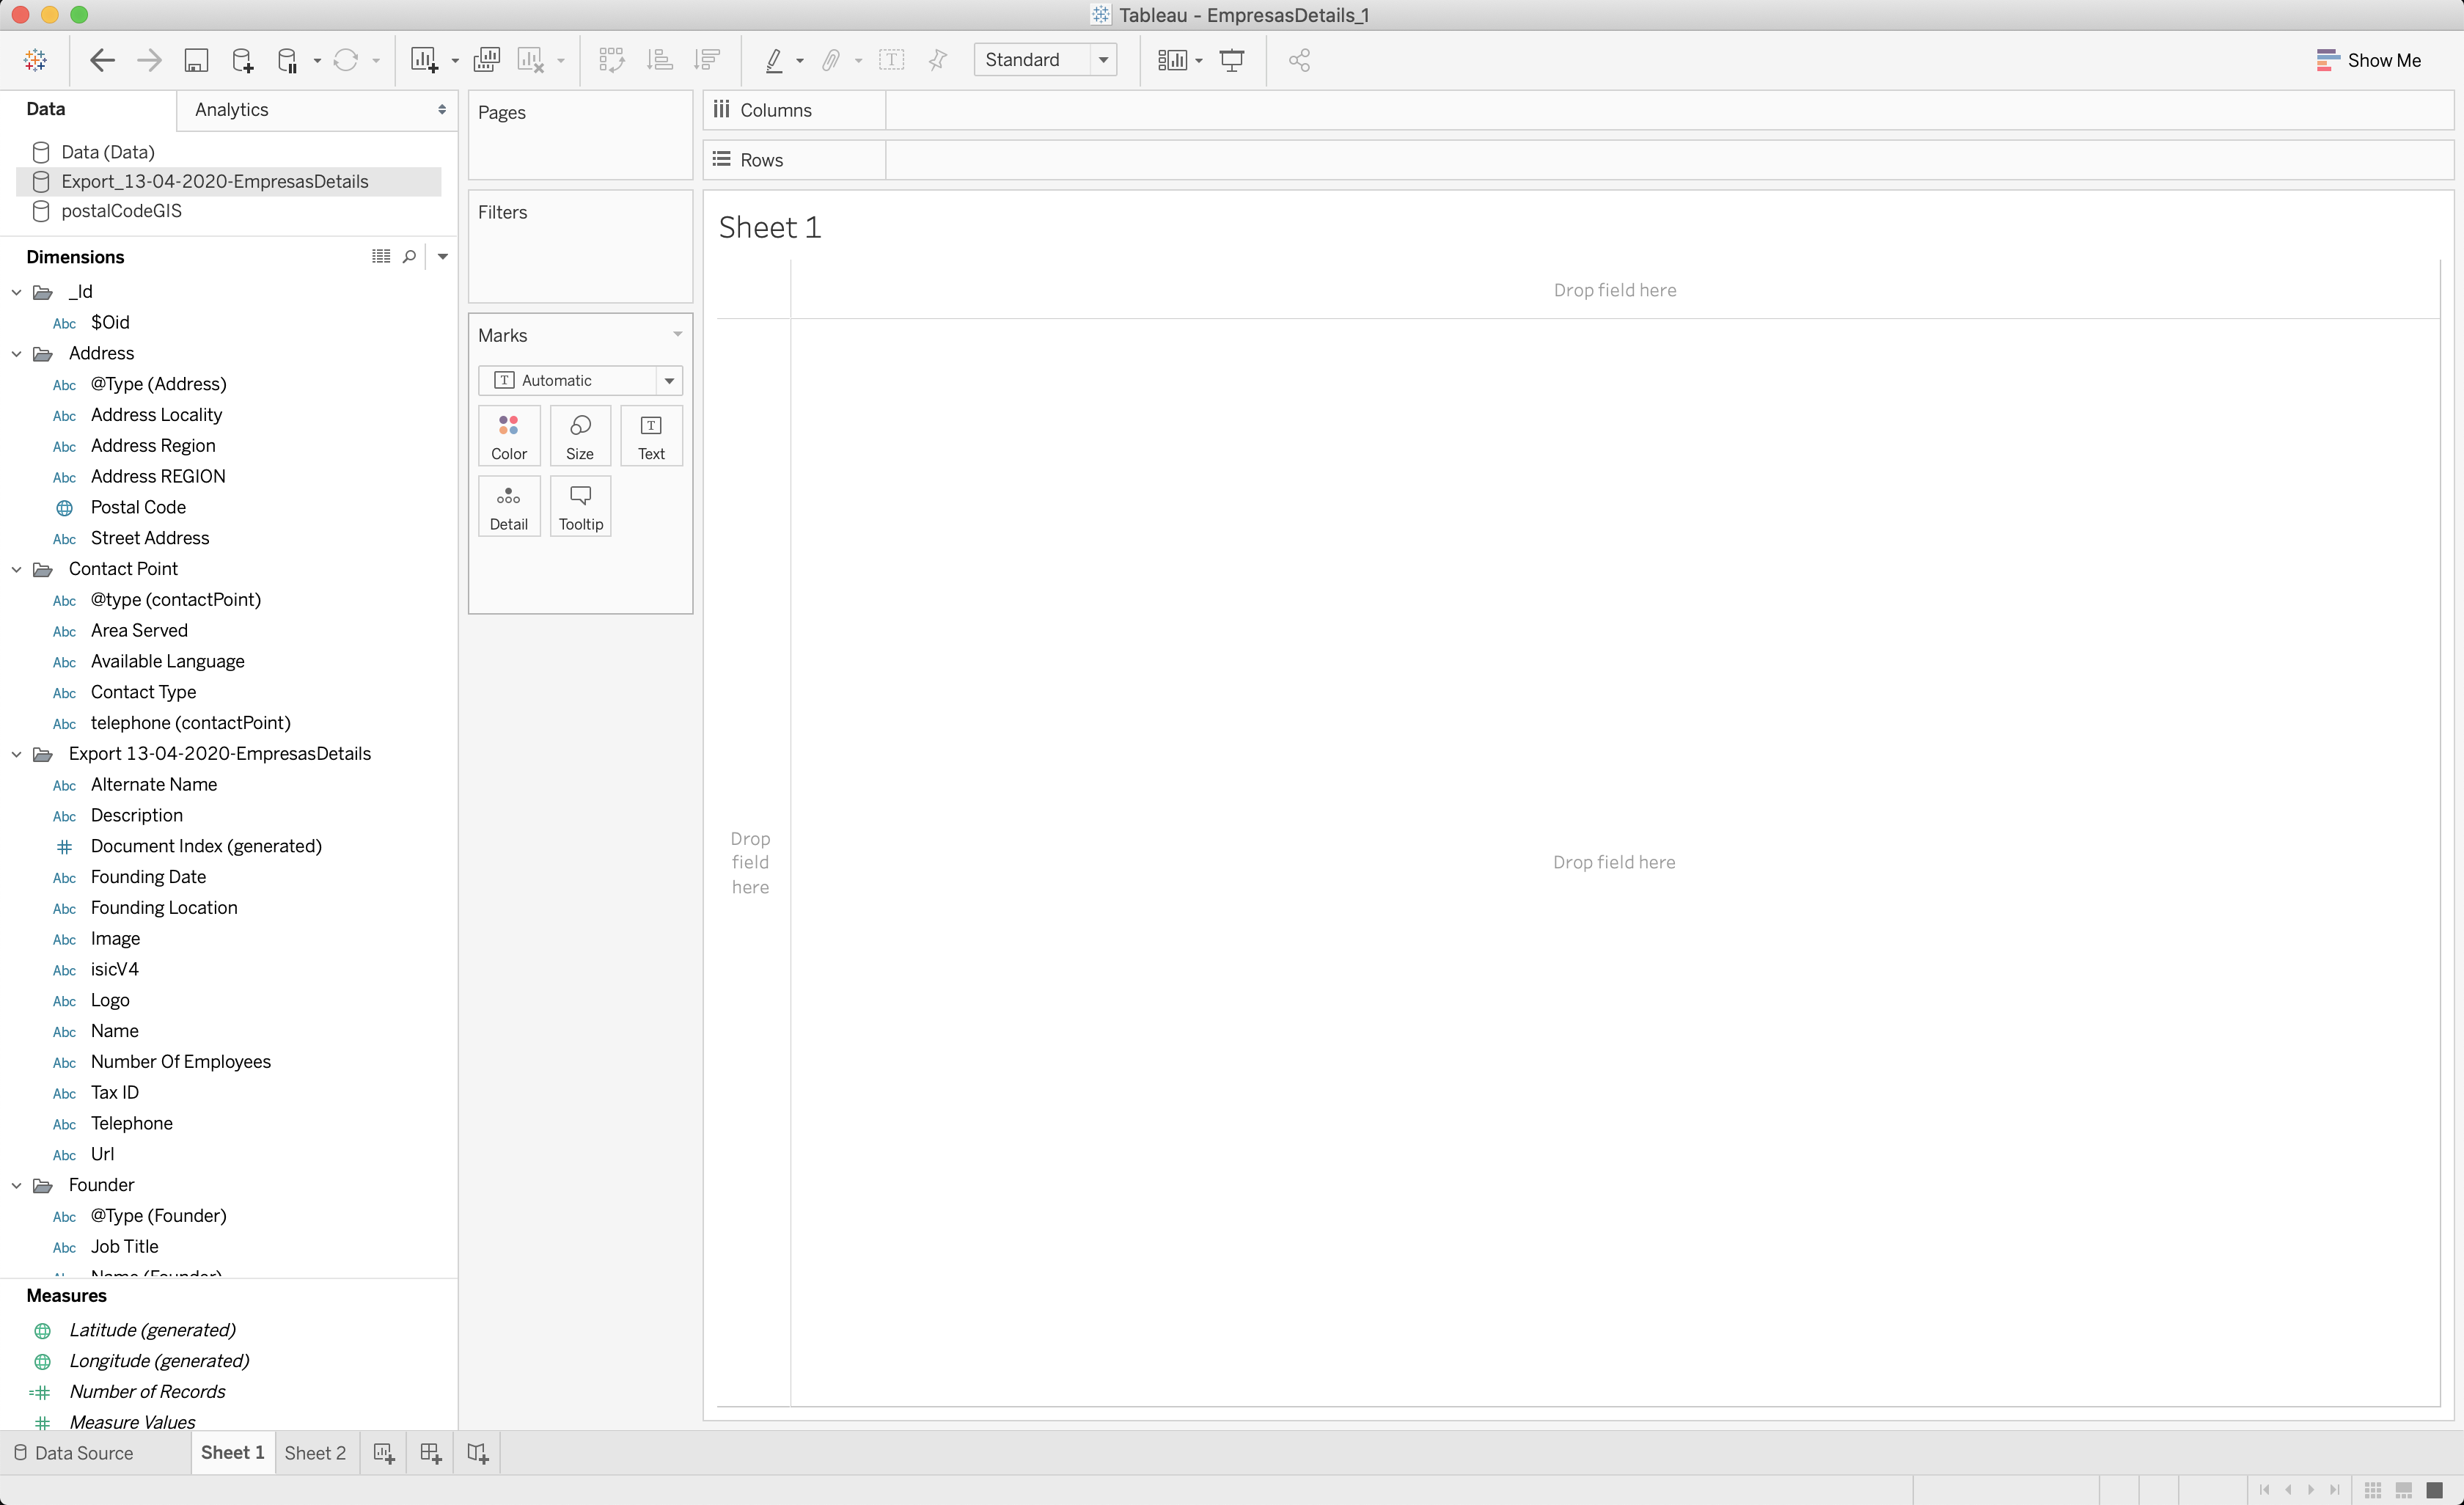 Tableau - EmpresasDetails_1
Standard
Show Me
Data
Analytics
Data (Data)
Export_13-04-2020-EmpresasDetails
postalCodeGIS
Dimensions
_Id
Abc $Oid
Address
Abc @Type (Address)
Abc Address Locality
Abc Address Region
Abc Address REGION
Postal Code
Abc Street Address
Contact Point
Abc @type (contactPoint)
Abc Area Served
Abc Available Language
Abc Contact Type
Abc telephone (contactPoint)
Export 13-04-2020-EmpresasDetails
Abc Alternate Name
Abc Description
# Document Index (generated)
Abc Founding Date
Abc Founding Location
Abc Image
Abc isicV4
Abc Logo
Abc Name
Abc Number Of Employees
Abc Tax ID
Abc Telephone
Abc Url
Founder
Abc @Type (Founder)
Abc Job Title
Abc Name (Founder)
Measures
Latitude (generated)
Longitude (generated)
=# Number of Records
# Measure Values
Pages
Filters
Marks
T Automatic
Color
Size
T
Text
Detail
Tooltip
Columns
Rows
Sheet 1
Drop field here
Drop
field
here
Drop field here
Data Source
Sheet 1
Sheet 2